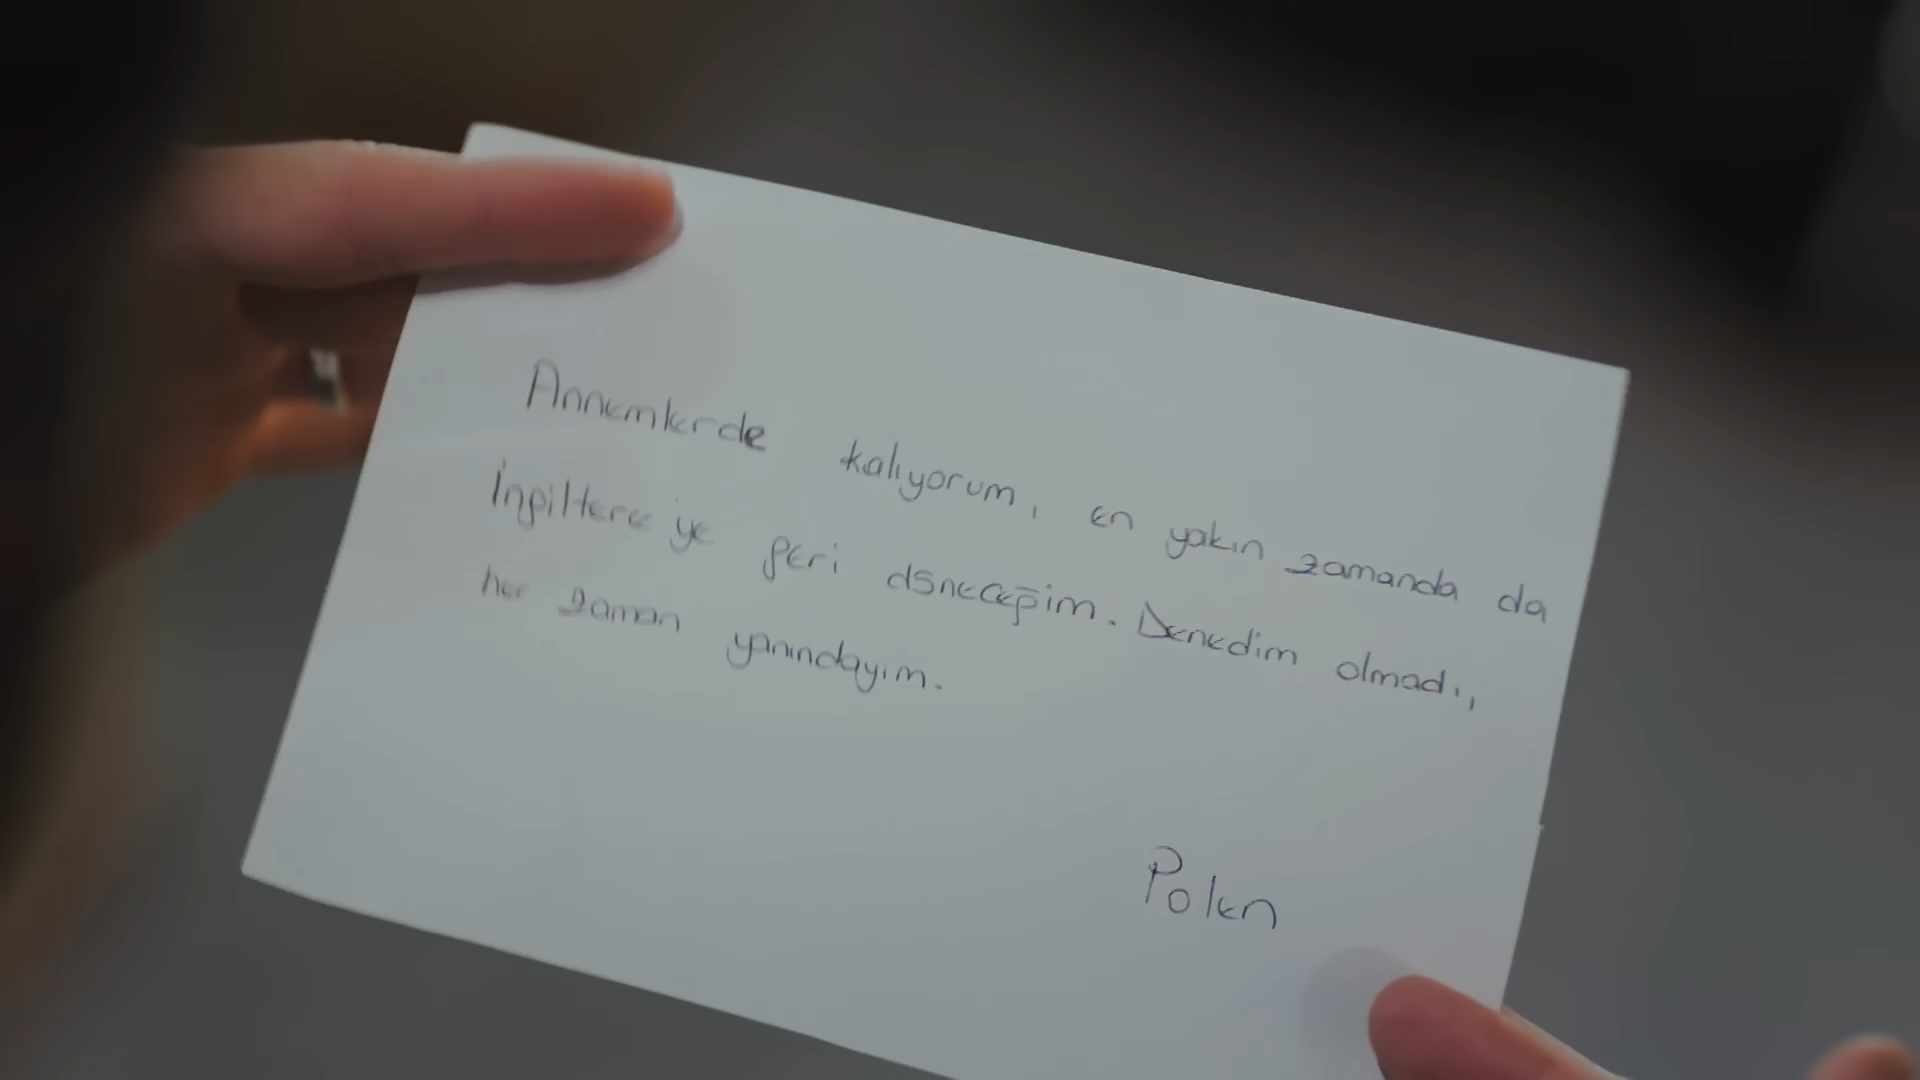 Annemlerde kalıyorum, en yakın zamanda da
İngiltere'ye geri döneceğim. Denedim olmadı,
her zaman yanındayım.
Polen